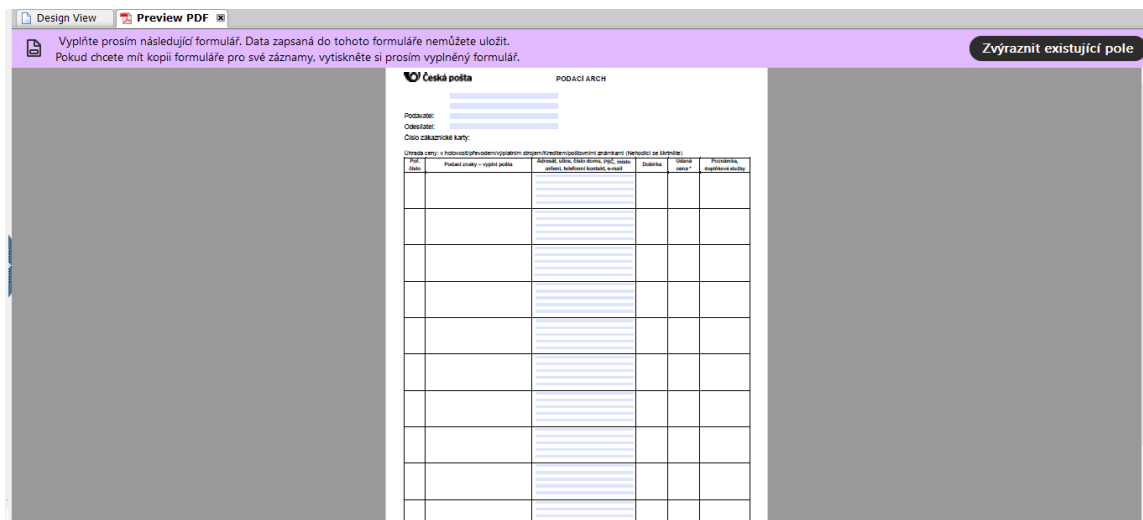 Design View
Preview PDF
Vyplňte prosím následující formulář. Data zapsaná do tohoto formuláře nemůžete uložit.
Pokud chcete mít kopii formuláře pro své záznamy, vytiskněte si prosím vyplněný formulář.
Zvýraznit existující pole
Česká pošta
PODACÍ ARCH
Podavatel:
Odesílatel:
Číslo zákaznické karty:
Úhrada ceny: v hotovosti/převodem/výplatním strojem/Kreditem/poštovními známkami (Nehodící se škrtněte)
Poř. číslo
Podací znaky – vyplní pošta
Adresát, ulice, číslo domu, PSČ, místo
určení, telefonní kontakt, e-mail
Dobírka
Udaná cena *
Poznámka, doplňkové služby